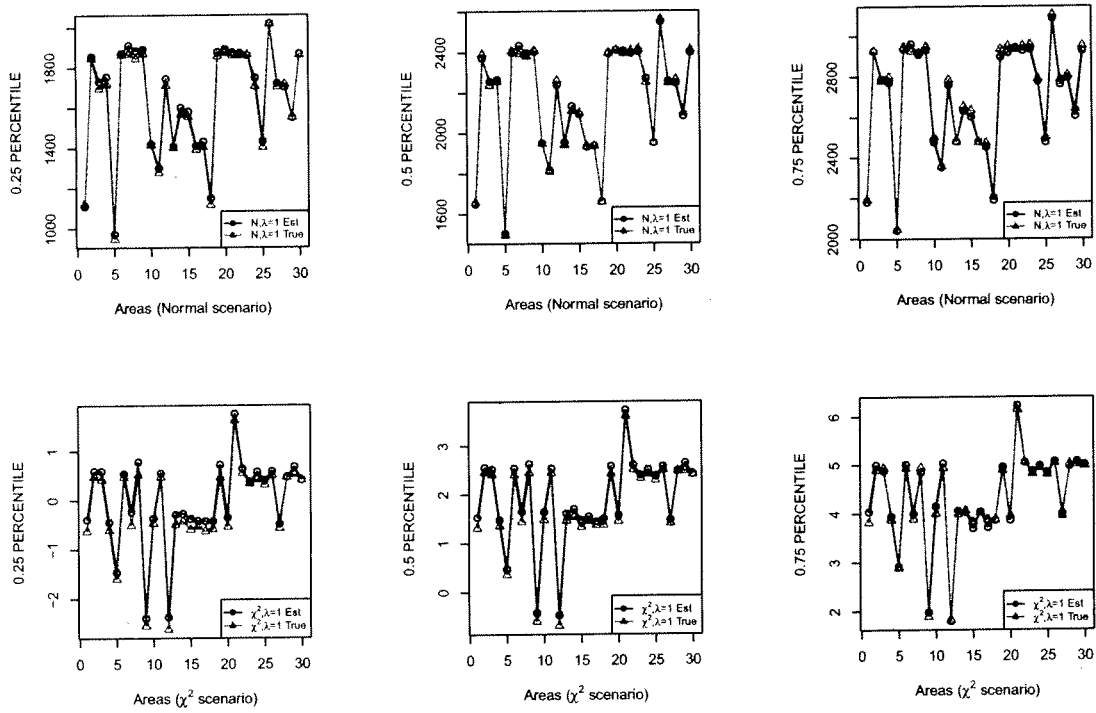 0.25 PERCENTILE
1000 1400 1800
N,λ=1 Est
N,λ=1 True
0 5 10 15 20 25 30
Areas (Normal scenario)
0.5 PERCENTILE
1600 2000 2400
N,λ=1 Est
N,λ=1 True
0 5 10 15 20 25 30
Areas (Normal scenario)
0.75 PERCENTILE
2000 2400 2800
N,λ=1 Est
N,λ=1 True
0 5 10 15 20 25 30
Areas (Normal scenario)
0.25 PERCENTILE
−2 −1 0 1
χ²,λ=1 Est
χ²,λ=1 True
0 5 10 15 20 25 30
Areas (χ² scenario)
0.5 PERCENTILE
0 1 2 3
χ²,λ=1 Est
χ²,λ=1 True
0 5 10 15 20 25 30
Areas (χ² scenario)
0.75 PERCENTILE
2 3 4 5 6
χ²,λ=1 Est
χ²,λ=1 True
0 5 10 15 20 25 30
Areas (χ² scenario)